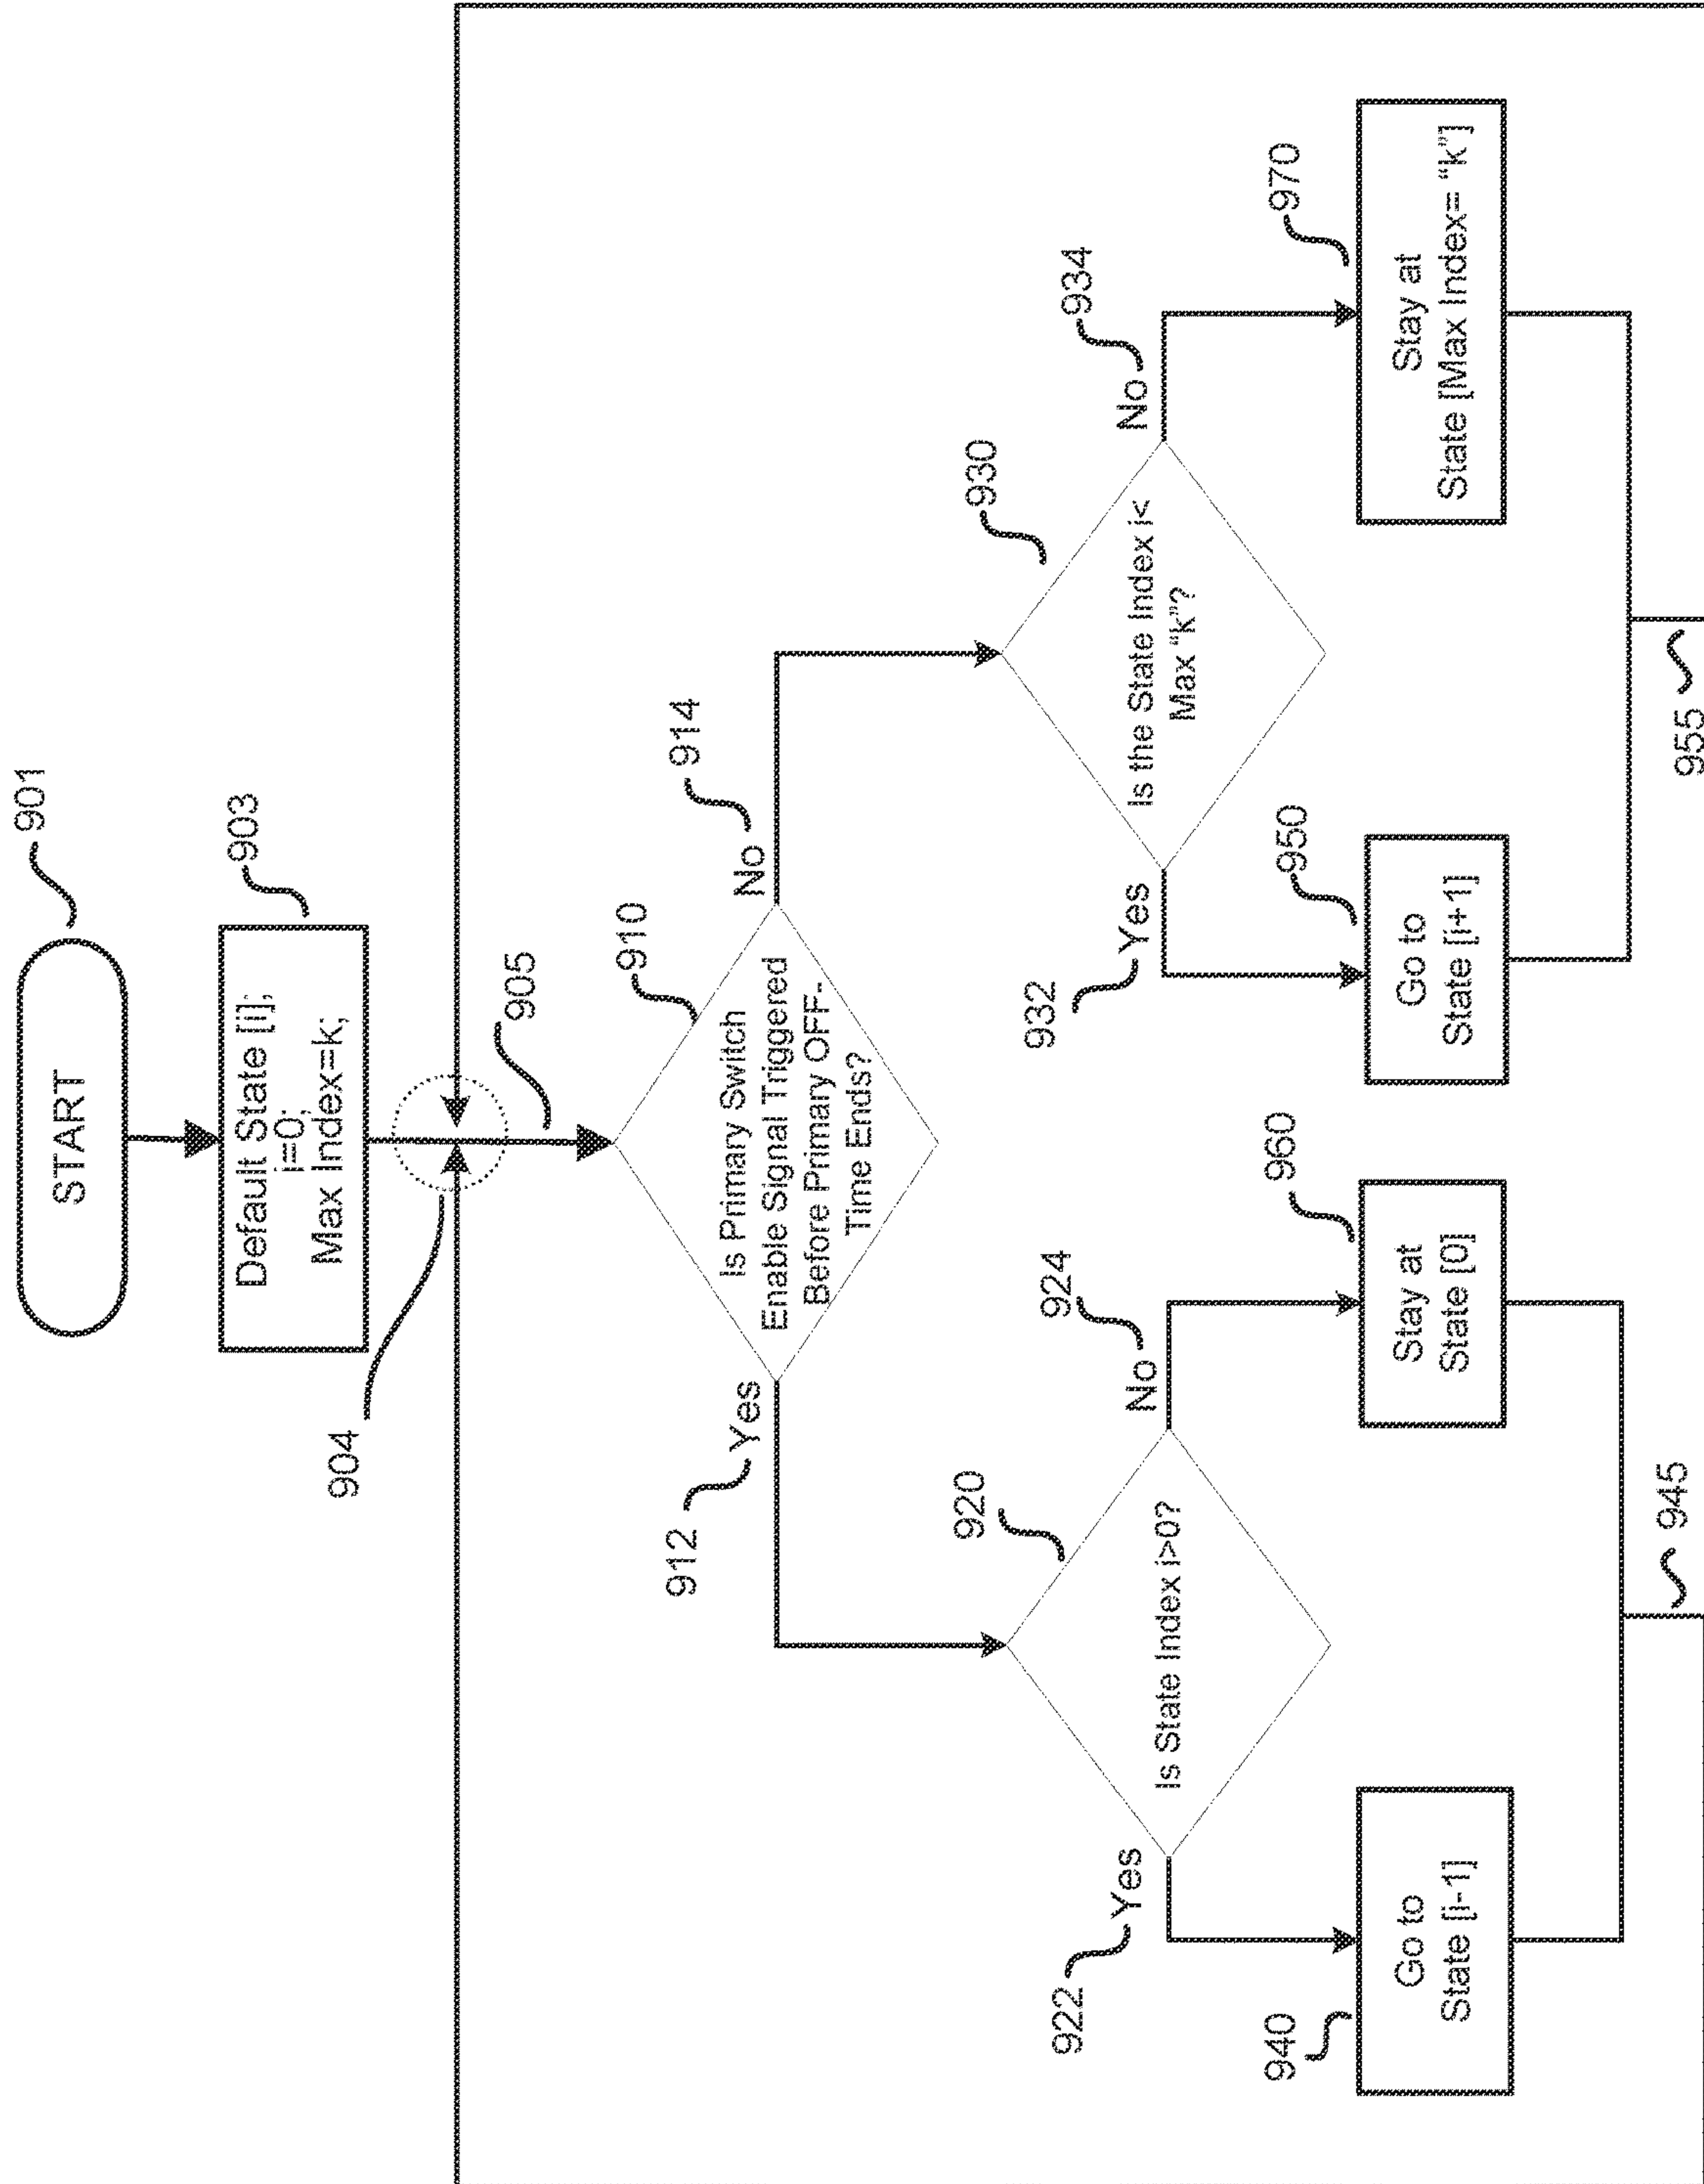 START
901
Default State [i];
i=0;
Max Index=k;
903
904
905
Is Primary Switch
Enable Signal Triggered
Before Primary OFF-
Time Ends?
910
912
Yes
No
914
Is State Index i>0?
920
922
Yes
No
924
Is the State Index i<
Max "k"?
930
932
Yes
No
934
Go to
State [i-1]
940
Stay at
State [0]
960
Go to
State [i+1]
950
Stay at
State [Max Index= "k"]
970
945
955